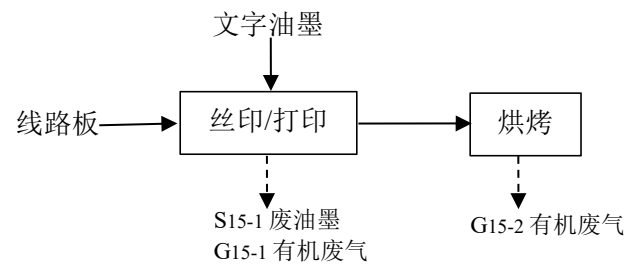 文字油墨
线路板
丝印/打印
烘烤
S15-1 废油墨
G15-1 有机废气
G15-2 有机废气